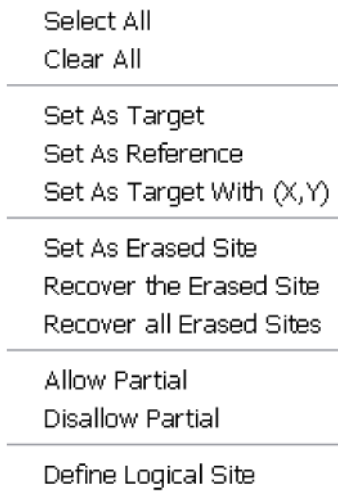 Select All
Clear All
Set As Target
Set As Reference
Set As Target With (X,Y)
Set As Erased Site
Recover the Erased Site
Recover all Erased Sites
Allow Partial
Disallow Partial
Define Logical Site